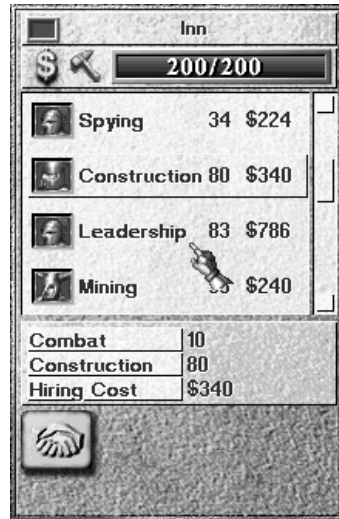 Inn
200/200
Spying 34 $224
Construction 80 $340
Leadership 83 $786
Mining $240
Combat 10
Construction 80
Hiring Cost $340